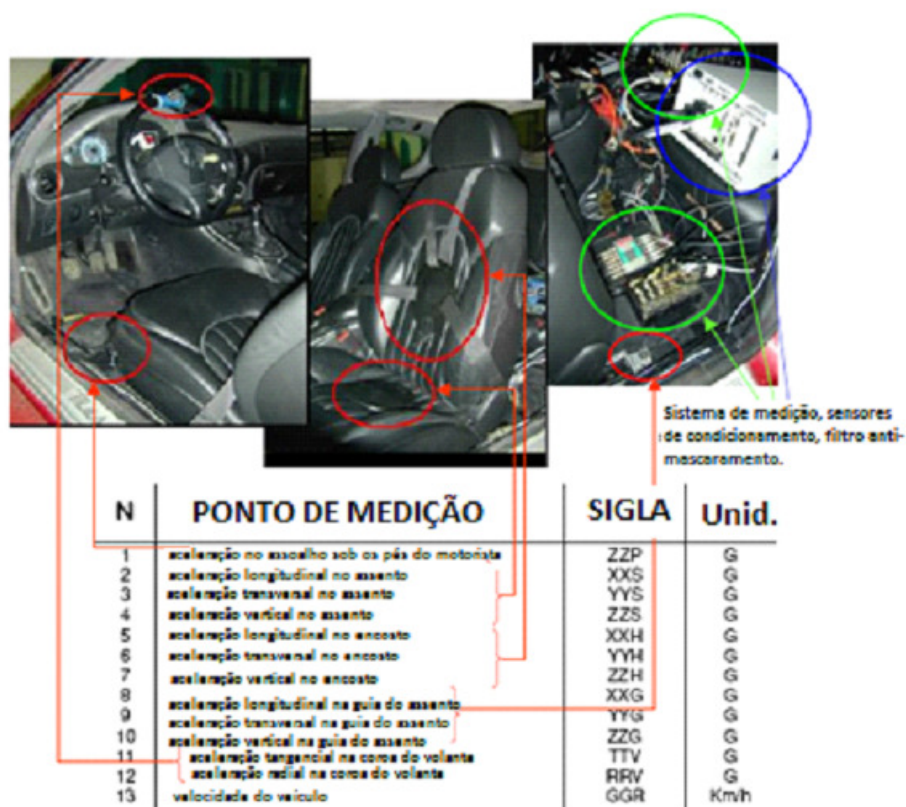 Sistema de medição, sensores
de condicionamento, filtro anti-
mascaramento.
N PONTO DE MEDIÇÃO SIGLA Unid.
1 aceleração no assoelho sob os pés do motorista ZZP G
2 aceleração longitudinal no assento XXS G
3 aceleração transversal no assento YYS G
4 aceleração vertical no assento ZZS G
5 aceleração longitudinal no encosto XXH G
6 aceleração transversal no encosto YYH G
7 aceleração vertical no encosto ZZH G
8 aceleração longitudinal na guia do assento XXG G
9 aceleração transversal na guia do assento YYG G
10 aceleração vertical na guia do assento ZZG G
11 aceleração tangencial na coroa do volante TTV G
12 aceleração radial na coroa do volante RRV G
13 velocidade do veículo GGR Km/h